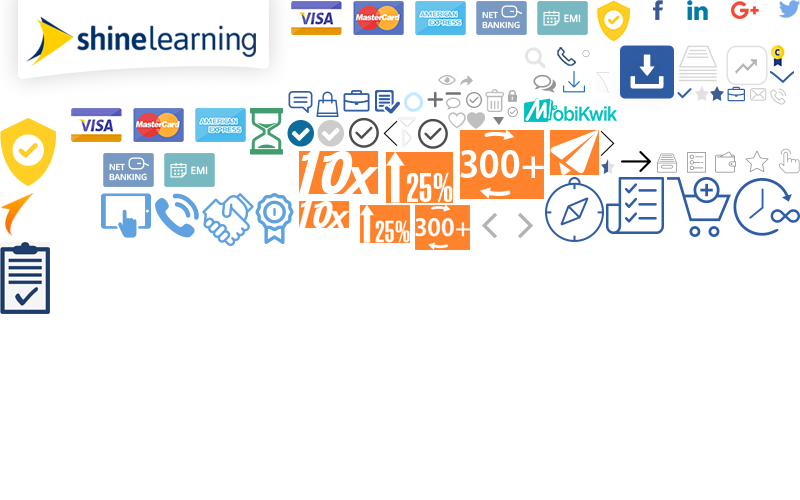 shinelearning
VISA
MasterCard
AMERICAN
EXPRESS
NET
BANKING
EMI
f
in
G+
C
MobiKwik
VISA
MasterCard
AMERICAN
EXPRESS
NET
BANKING
EMI
10x
25%
300+
10x
25%
300+
1